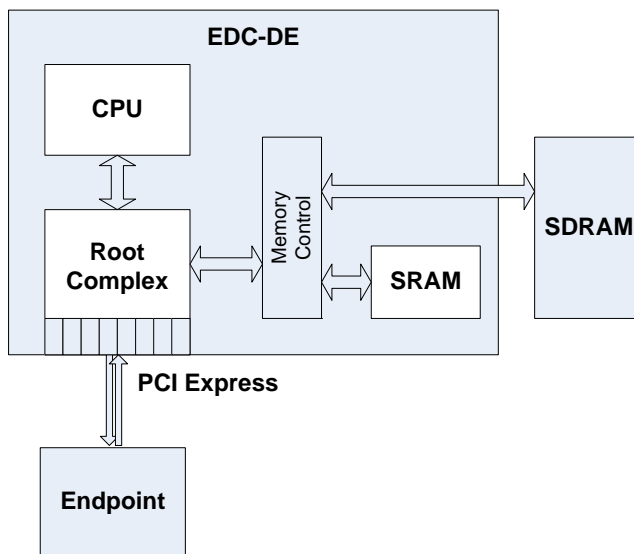 EDC-DE
CPU
Root
Complex
Memory
Control
SRAM
SDRAM
PCI Express
Endpoint